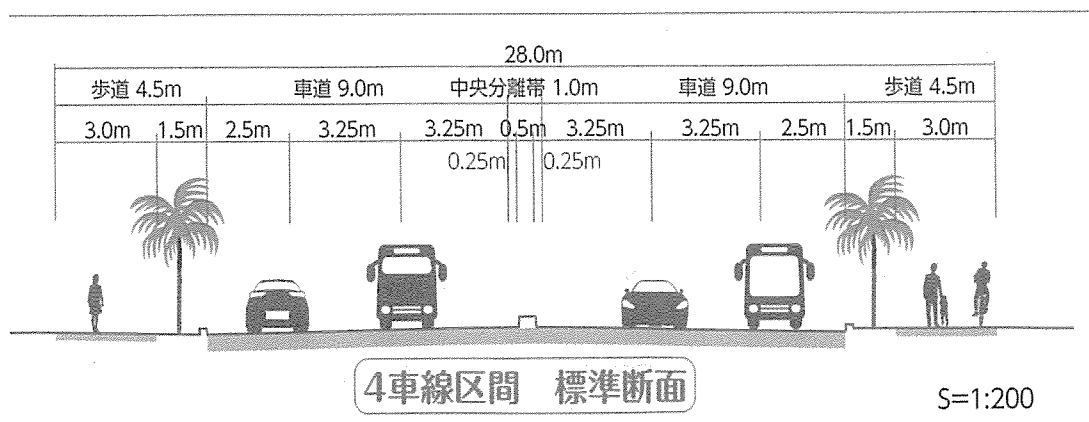 28.0m
歩道 4.5m 車道 9.0m 中央分離帯 1.0m 車道 9.0m 歩道 4.5m
3.0m 1.5m 2.5m 3.25m 3.25m 0.5m 3.25m 3.25m 2.5m 1.5m 3.0m
0.25m 0.25m
4車線区間 標準断面
S=1:200